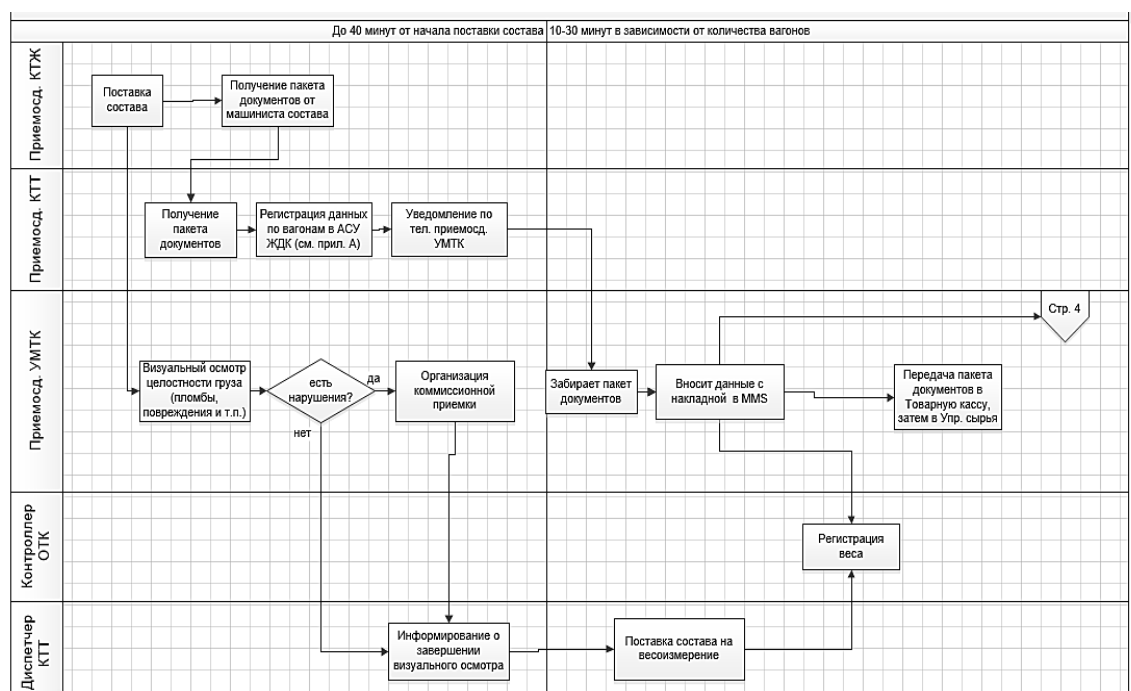 До 40 минут от начала поставки состава
10-30 минут в зависимости от количества вагонов
Приемосд. КТЖ
Поставка
состава
Получение пакета
документов от
машиниста состава
Приемосд. КТТ
Получение
пакета
документов
Регистрация данных
по вагонам в АСУ
ЖДК (см. прил. А)
Уведомление по
тел. приемосд.
УМТК
Приемосд. УМТК
Стр. 4
Визуальный осмотр
целостности груза
(пломбы,
повреждения и т.п.)
есть
нарушения?
да
нет
Организация
коммиссионной
приемки
Забирает пакет
документов
Вносит данные с
накладной в MMS
Передача пакета
документов в
Товарную кассу,
затем в Упр. сырья
Контроллер
ОТК
Регистрация
веса
Диспетчер
КТТ
Информирование о
завершении
визуального осмотра
Поставка состава на
весоизмерение